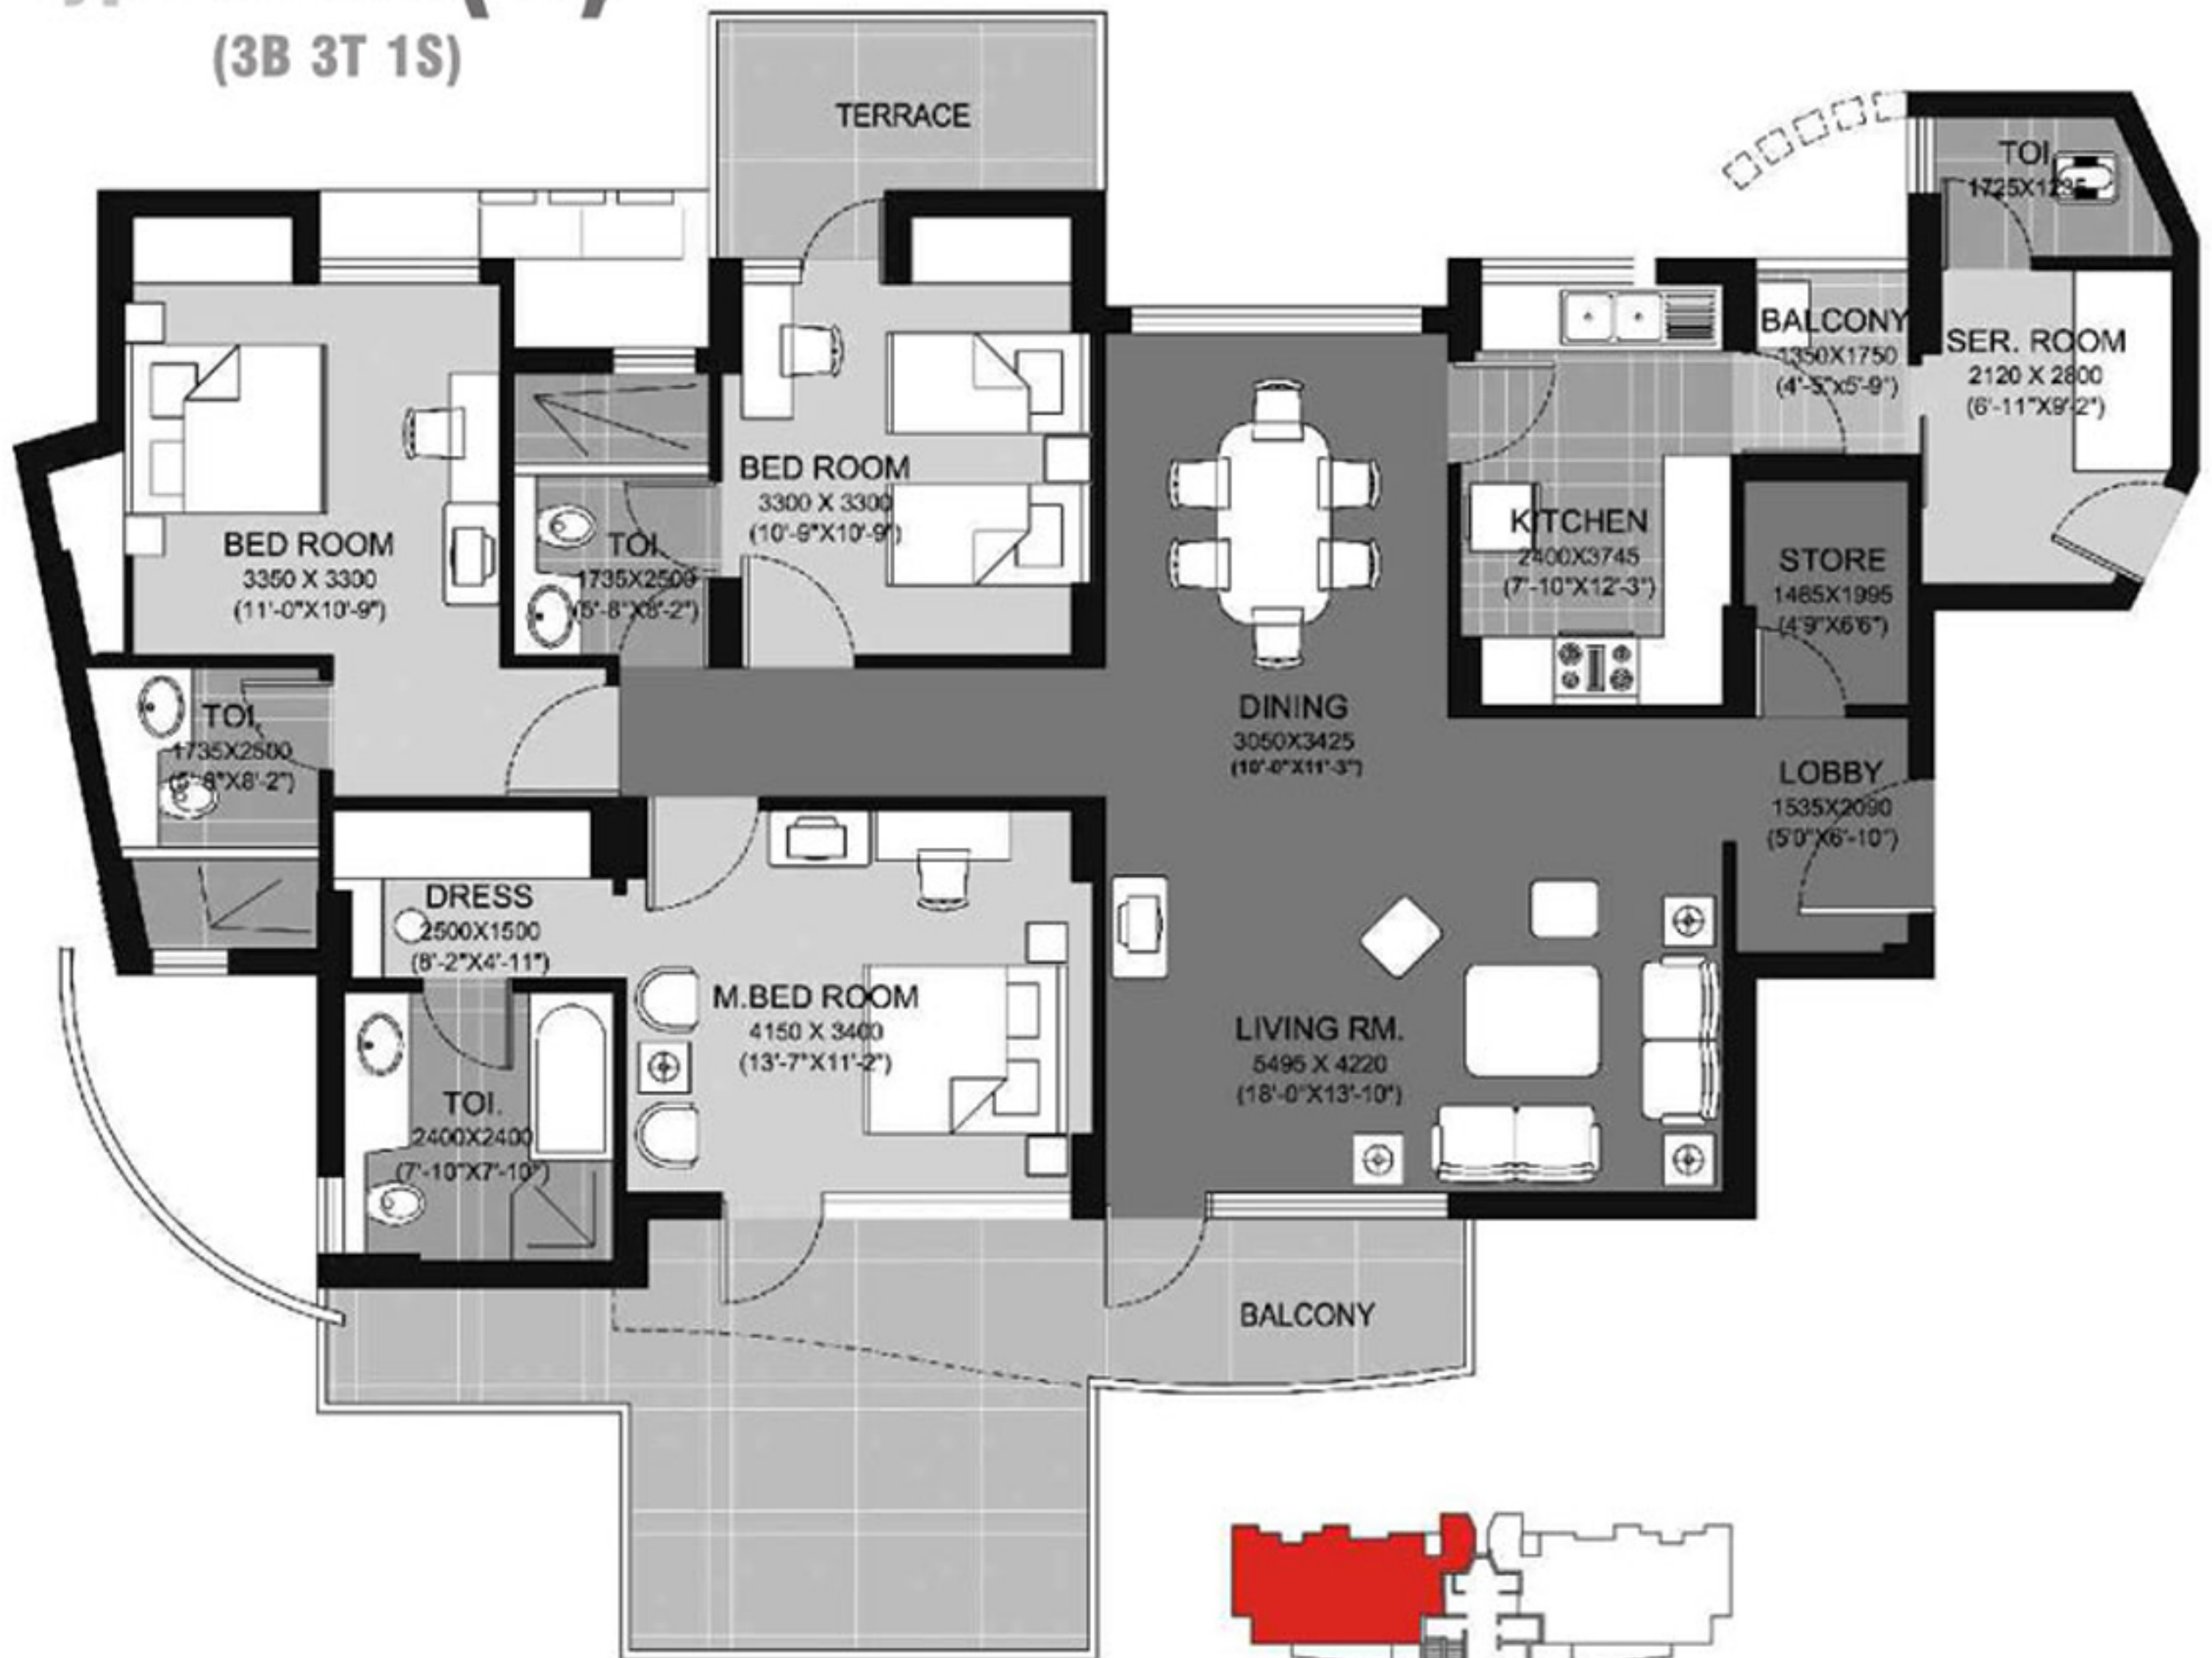 (3B 3T 1S)
TERRACE
TOI.
1725X1235
BALCONY
1350X1750
(4'-5"x5'-9")
SER. ROOM
2120 X 2800
(6'-11"X9'-2")
BED ROOM
3300 X 3300
(10'-9"X10'-9")
BED ROOM
3350 X 3300
(11'-0"X10'-9")
TOI.
1735X2500
(5'-8"X8'-2")
KITCHEN
2400X3745
(7'-10"X12'-3")
STORE
1465X1995
(4'9"X6'6")
TOI.
1735X2500
(5'-8"X8'-2")
DINING
3050X3425
(10'-0"X11'-3")
LOBBY
1535X2090
(5'0"X6'-10")
DRESS
2500X1500
(8'-2"X4'-11")
M.BED ROOM
4150 X 3400
(13'-7"X11'-2")
LIVING RM.
5495 X 4220
(18'-0"X13'-10")
TOI.
2400X2400
(7'-10"X7'-10")
BALCONY